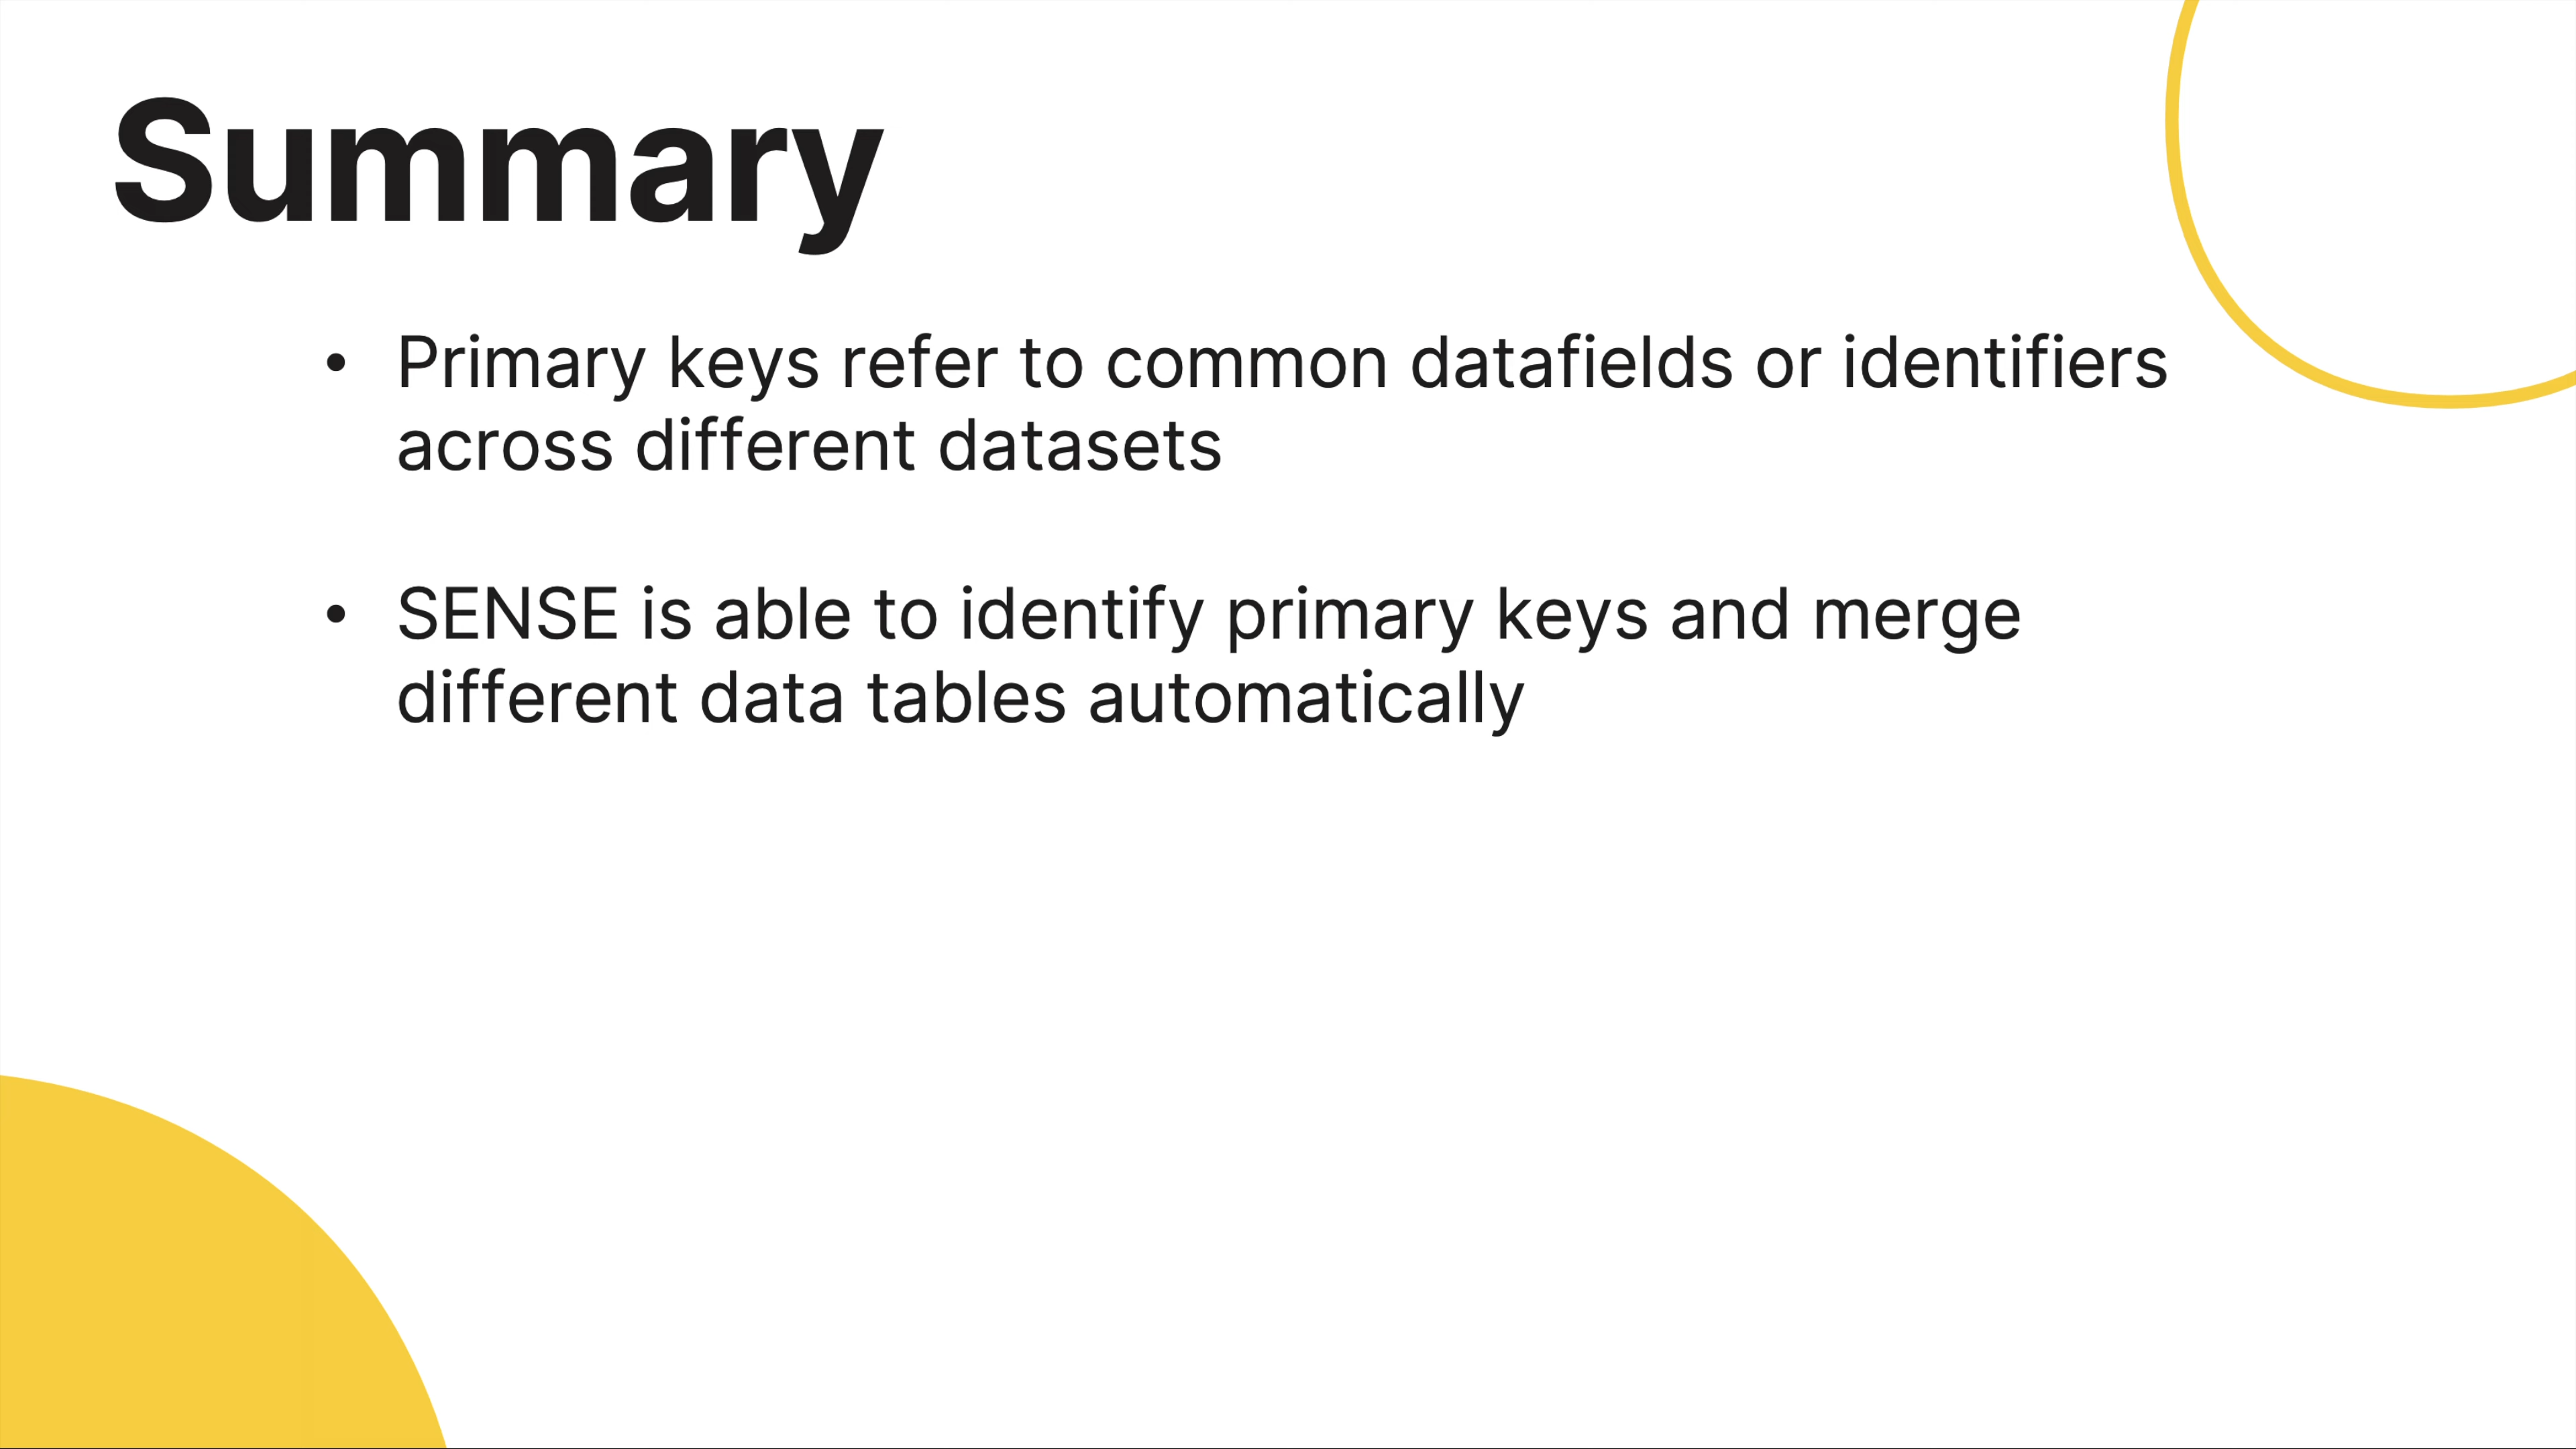 Summary
• Primary keys refer to common datafields or identifiers
across different datasets
• SENSE is able to identify primary keys and merge
different data tables automatically